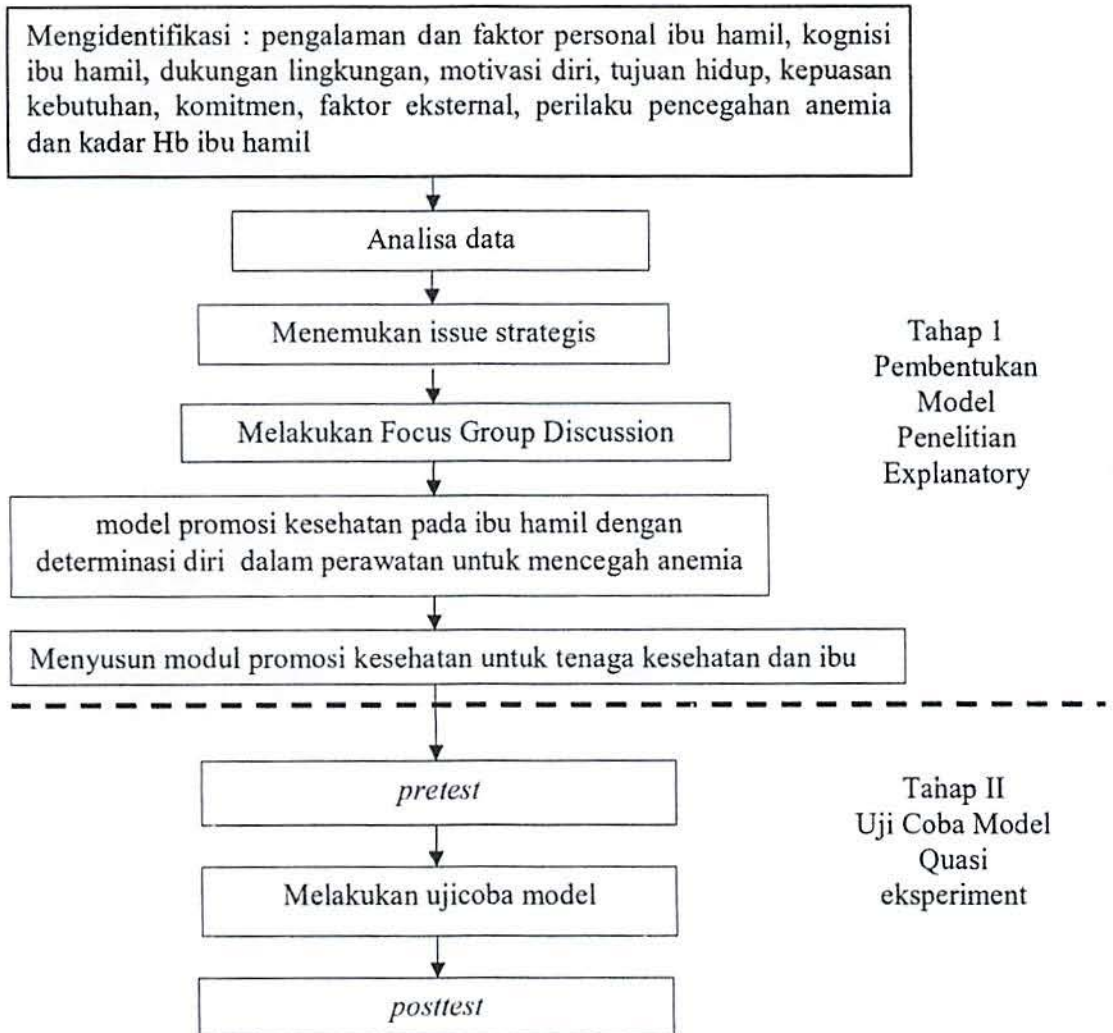 Mengidentifikasi : pengalaman dan faktor personal ibu hamil, kognisi
ibu hamil, dukungan lingkungan, motivasi diri, tujuan hidup, kepuasan
kebutuhan, komitmen, faktor eksternal, perilaku pencegahan anemia
dan kadar Hb ibu hamil
Analisa data
Menemukan issue strategis
Melakukan Focus Group Discussion
model promosi kesehatan pada ibu hamil dengan
determinasi diri dalam perawatan untuk mencegah anemia
Menyusun modul promosi kesehatan untuk tenaga kesehatan dan ibu
Tahap 1
Pembentukan
Model
Penelitian
Explanatory
pretest
Melakukan ujicoba model
posttest
Tahap II
Uji Coba Model
Quasi
eksperiment